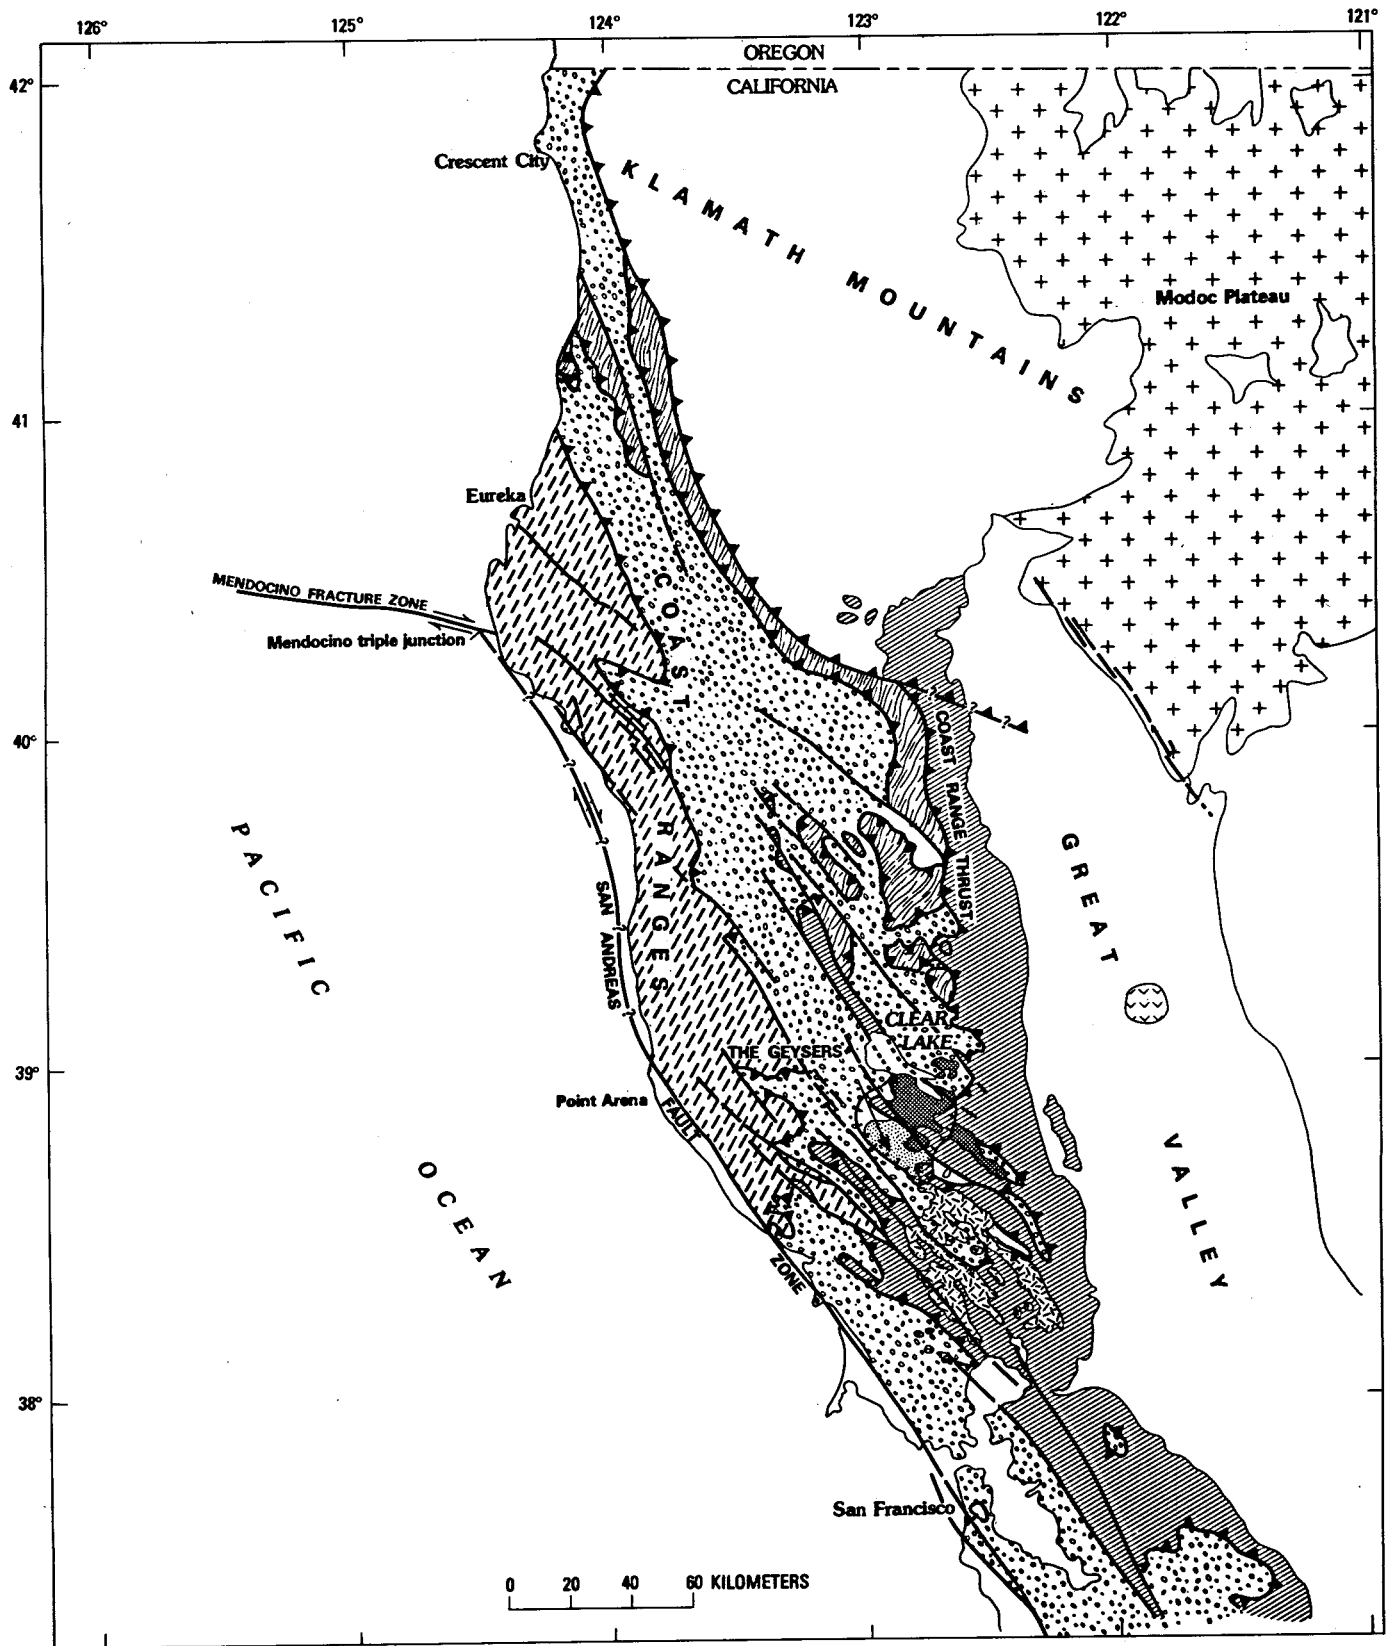 126° 125° 124° 123° 122° 121°
OREGON
42°
CALIFORNIA
Crescent City
KLAMATH MOUNTAINS
Modoc Plateau
41°
Eureka
MENDOCINO FRACTURE ZONE
Mendocino triple junction
COAST RANGES
? ? ?
COAST RANGE THRUST
40°
?
?
?
?
?
SAN ANDREAS FAULT ZONE
PACIFIC OCEAN
GREAT VALLEY
CLEAR
LAKE
THE GEYSERS
39°
Point Arena
38°
San Francisco
0 20 40 60 KILOMETERS